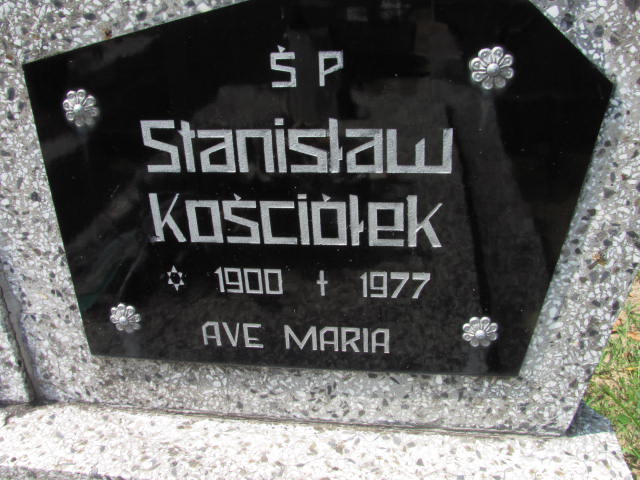 Ś P
Stanisław
Kościółek
✡ 1900 † 1977
AVE MARIA